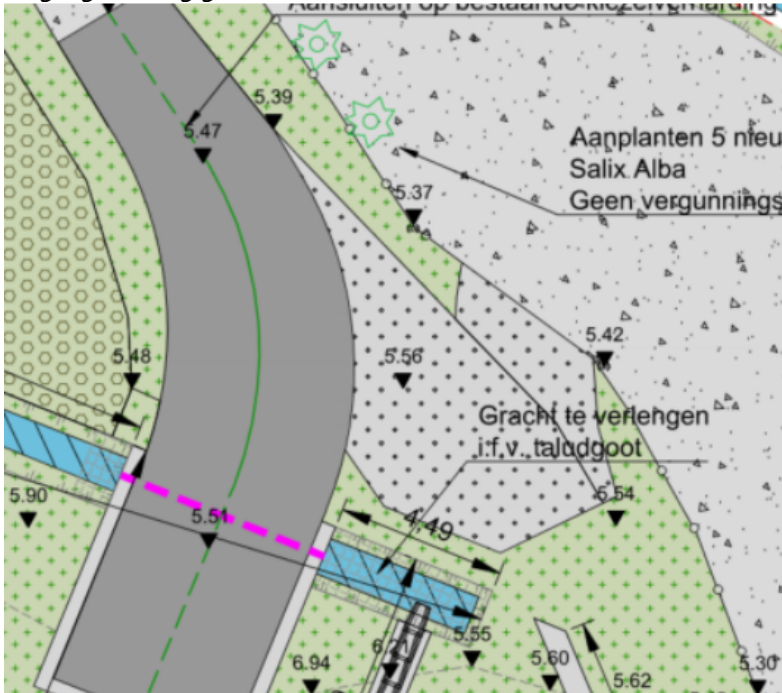 Aansluiten op bestaande kiezelverharding
5.39
5.47
Aanplanten 5 nieu
Salix Alba
Geen vergunnings
5.37
5.42
5.48
5.56
Gracht te verlengen
i.f.v. taludgoot
5.90
5.51
5.54
4,49
6.21
5.55
6.94
5.60
5.62
5.30